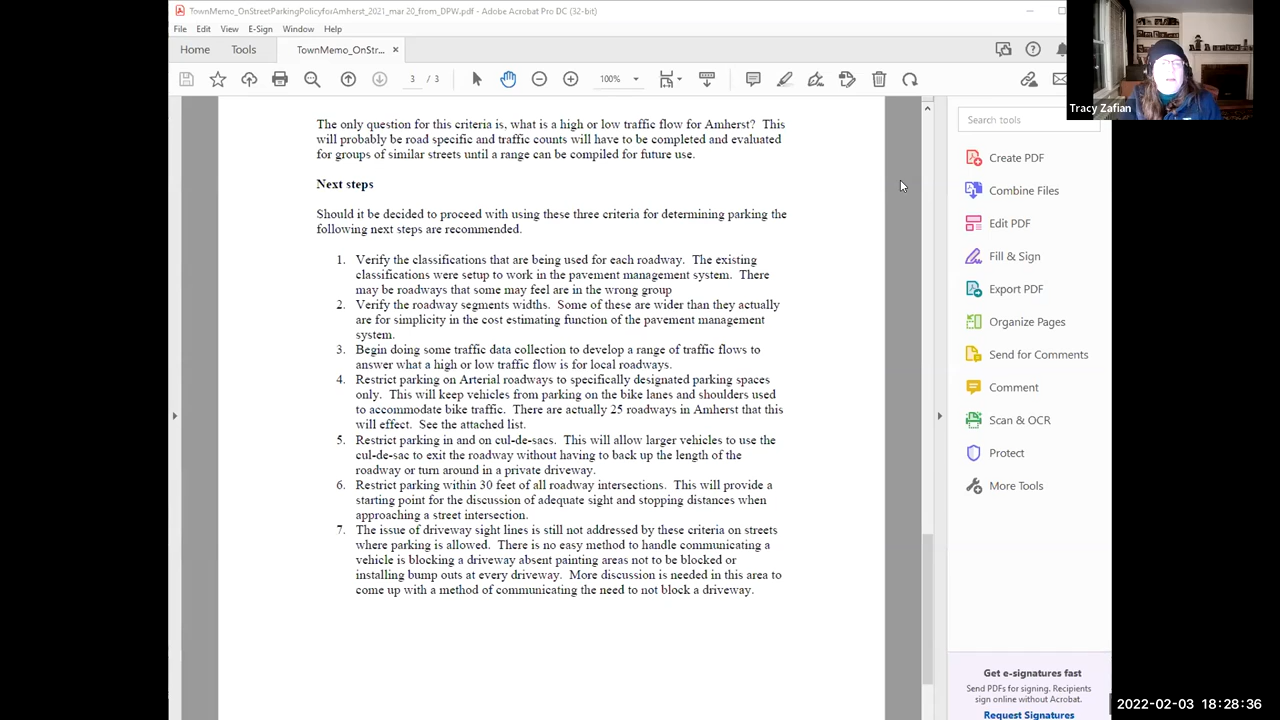 TownMemo_OnStreetParkingPolicyforAmherst_2021_mar 20_from_DPW.pdf - Adobe Acrobat Pro DC (32-bit)
File Edit View E-Sign Window Help
Home Tools TownMemo_OnStr... ×
3 / 3 100%
Tracy Zafian
The only question for this criteria is, what is a high or low traffic flow for Amherst? This
will probably be road specific and traffic counts will have to be completed and evaluated
for groups of similar streets until a range can be compiled for future use.
Next steps
Should it be decided to proceed with using these three criteria for determining parking the
following next steps are recommended.
1. Verify the classifications that are being used for each roadway. The existing
classifications were setup to work in the pavement management system. There
may be roadways that some may feel are in the wrong group
2. Verify the roadway segments widths. Some of these are wider than they actually
are for simplicity in the cost estimating function of the pavement management
system.
3. Begin doing some traffic data collection to develop a range of traffic flows to
answer what a high or low traffic flow is for local roadways.
4. Restrict parking on Arterial roadways to specifically designated parking spaces
only. This will keep vehicles from parking on the bike lanes and shoulders used
to accommodate bike traffic. There are actually 25 roadways in Amherst that this
will effect. See the attached list.
5. Restrict parking in and on cul-de-sacs. This will allow larger vehicles to use the
cul-de-sac to exit the roadway without having to back up the length of the
roadway or turn around in a private driveway.
6. Restrict parking within 30 feet of all roadway intersections. This will provide a
starting point for the discussion of adequate sight and stopping distances when
approaching a street intersection.
7. The issue of driveway sight lines is still not addressed by these criteria on streets
where parking is allowed. There is no easy method to handle communicating a
vehicle is blocking a driveway absent painting areas not to be blocked or
installing bump outs at every driveway. More discussion is needed in this area to
come up with a method of communicating the need to not block a driveway.
Search tools
Create PDF
Combine Files
Edit PDF
Fill & Sign
Export PDF
Organize Pages
Send for Comments
Comment
Scan & OCR
Protect
More Tools
Get e-signatures fast
Send PDFs for signing. Recipients
sign online without Acrobat.
Request Signatures
2022-02-03 18:28:36